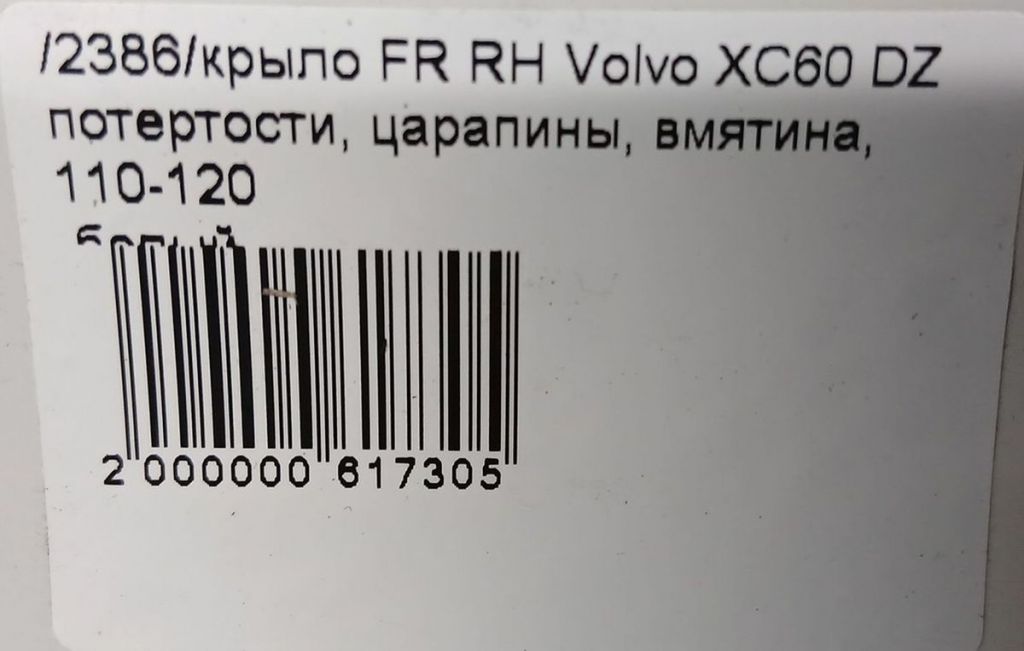 /2386/крыло FR RH Volvo XC60 DZ
потертости, царапины, вмятина,
110-120
2 000000 617305